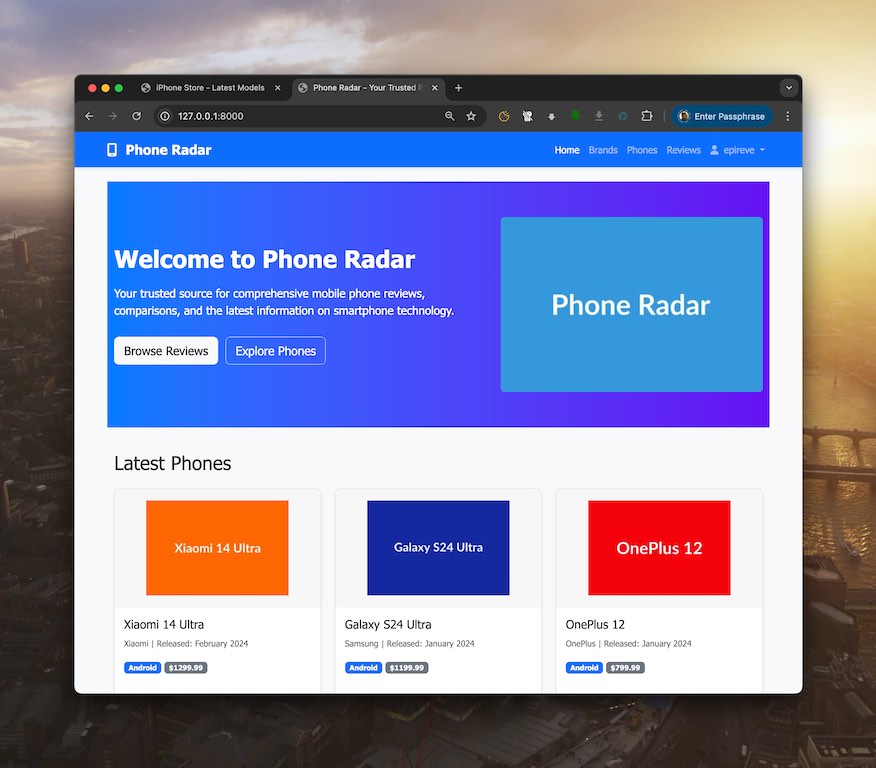 iPhone Store - Latest Models
Phone Radar - Your Trusted P
127.0.0.1:8000
Enter Passphrase
Phone Radar
Home Brands Phones Reviews epireve
Welcome to Phone Radar
Your trusted source for comprehensive mobile phone reviews,
comparisons, and the latest information on smartphone technology.
Browse Reviews Explore Phones
Phone Radar
Latest Phones
Xiaomi 14 Ultra
Galaxy S24 Ultra
OnePlus 12
Xiaomi 14 Ultra
Xiaomi | Released: February 2024
Android $1299.99
Galaxy S24 Ultra
Samsung | Released: January 2024
Android $1199.99
OnePlus 12
OnePlus | Released: January 2024
Android $799.99